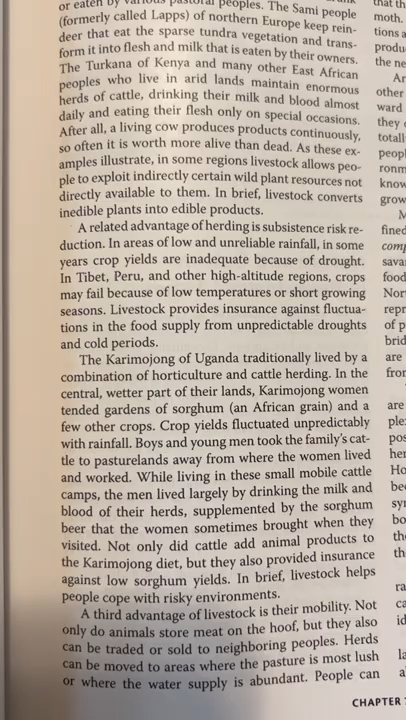 or eaten by various pastoral peoples. The Sami people
(formerly called Lapps) of northern Europe keep rein-
deer that eat the sparse tundra vegetation and trans-
form it into flesh and milk that is eaten by their owners.
The Turkana of Kenya and many other East African
peoples who live in arid lands maintain enormous
herds of cattle, drinking their milk and blood almost
daily and eating their flesh only on special occasions.
After all, a living cow produces products continuously,
so often it is worth more alive than dead. As these ex-
amples illustrate, in some regions livestock allows peo-
ple to exploit indirectly certain wild plant resources not
directly available to them. In brief, livestock converts
inedible plants into edible products.
A related advantage of herding is subsistence risk re-
duction. In areas of low and unreliable rainfall, in some
years crop yields are inadequate because of drought.
In Tibet, Peru, and other high-altitude regions, crops
may fail because of low temperatures or short growing
seasons. Livestock provides insurance against fluctua-
tions in the food supply from unpredictable droughts
and cold periods.
The Karimojong of Uganda traditionally lived by a
combination of horticulture and cattle herding. In the
central, wetter part of their lands, Karimojong women
tended gardens of sorghum (an African grain) and a
few other crops. Crop yields fluctuated unpredictably
with rainfall. Boys and young men took the family's cat-
tle to pasturelands away from where the women lived
and worked. While living in these small mobile cattle
camps, the men lived largely by drinking the milk and
blood of their herds, supplemented by the sorghum
beer that the women sometimes brought when they
visited. Not only did cattle add animal products to
the Karimojong diet, but they also provided insurance
against low sorghum yields. In brief, livestock helps
people cope with risky environments.
A third advantage of livestock is their mobility. Not
only do animals store meat on the hoof, but they also
can be traded or sold to neighboring peoples. Herds
can be moved to areas where the pasture is most lush
or where the water supply is abundant. People can
moth.
other
ward
they
food
of p
are
are
CHAPTER